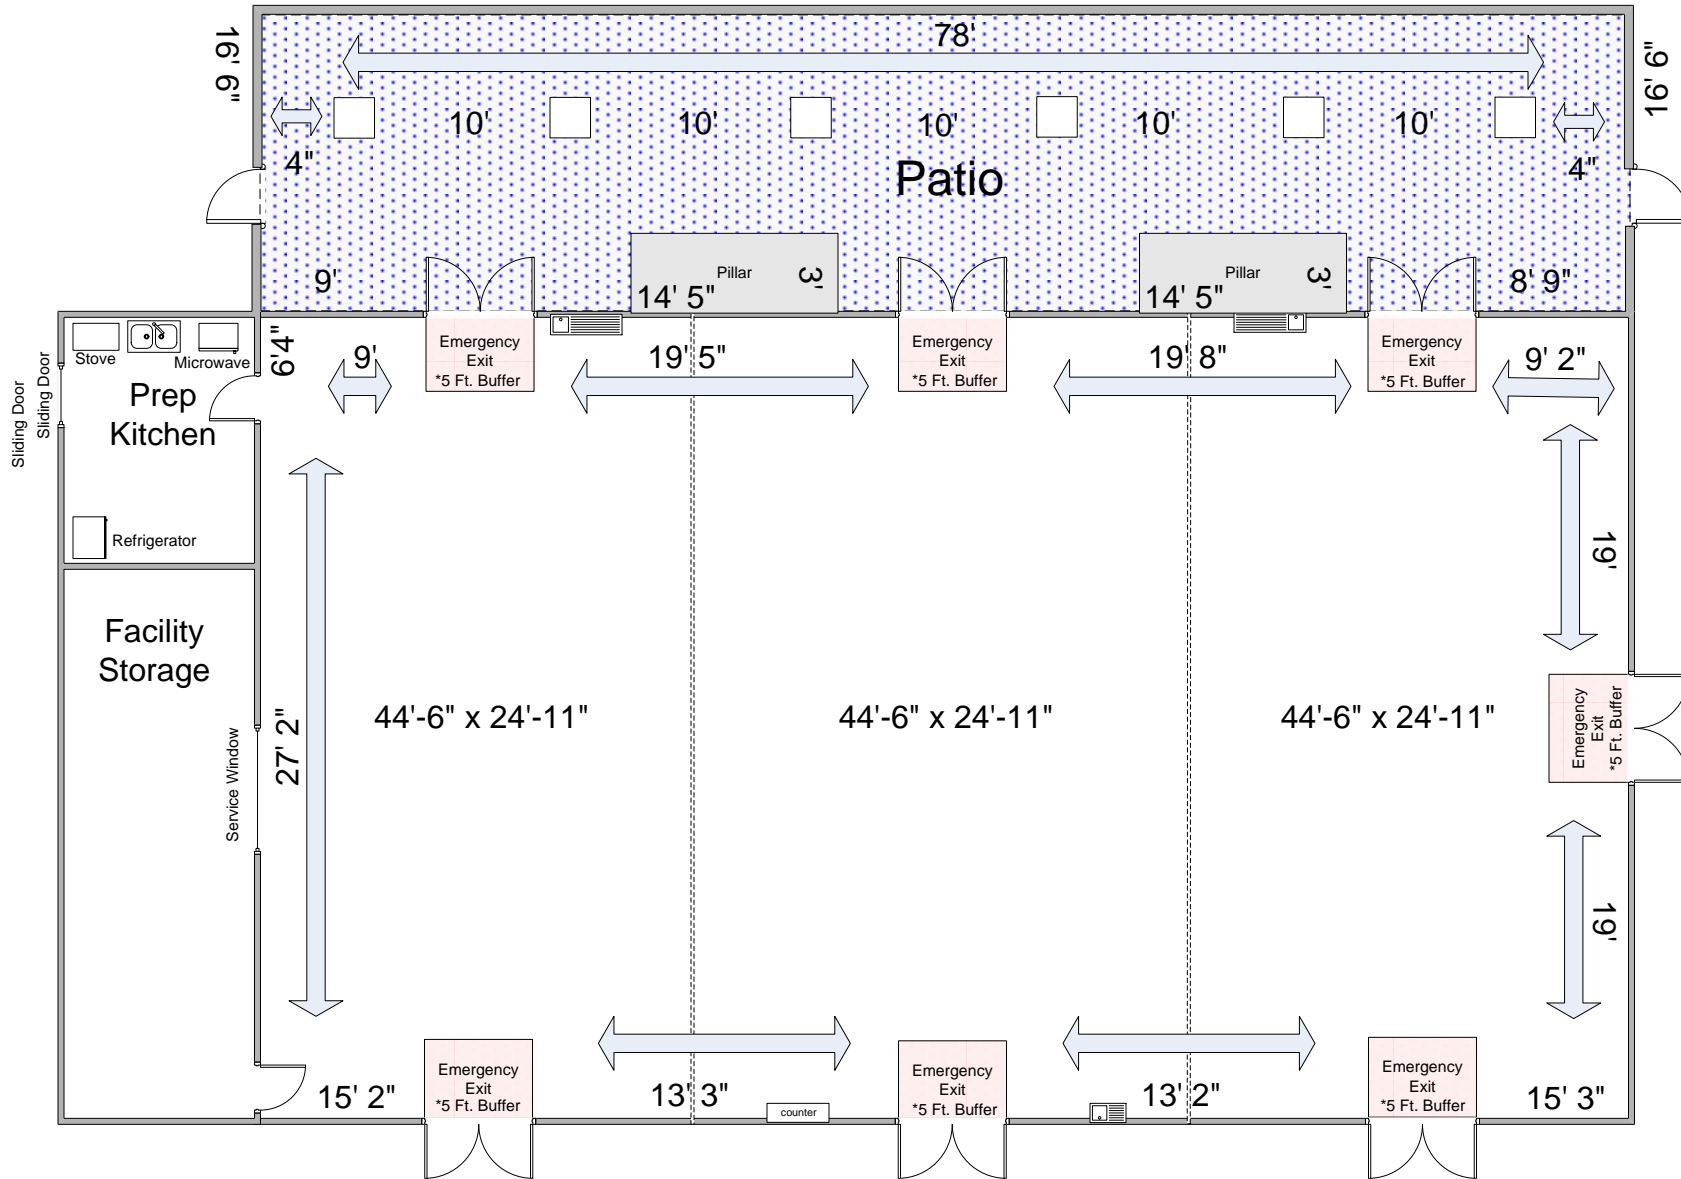 78'
16' 6"
16' 6"
10'
10'
10'
10'
10'
4"
4"
Patio
9'
Pillar
3'
14' 5"
Pillar
3'
14' 5"
8' 9"
Stove
Microwave
Prep
Kitchen
Sliding Door
Sliding Door
Refrigerator
6'4"
9'
Emergency
Exit
*5 Ft. Buffer
19' 5"
Emergency
Exit
*5 Ft. Buffer
19' 8"
Emergency
Exit
*5 Ft. Buffer
9' 2"
19'
Facility
Storage
Service Window
27' 2"
44'-6" x 24'-11"
44'-6" x 24'-11"
44'-6" x 24'-11"
Emergency
Exit
*5 Ft. Buffer
19'
15' 2"
Emergency
Exit
*5 Ft. Buffer
13' 3"
counter
Emergency
Exit
*5 Ft. Buffer
13' 2"
Emergency
Exit
*5 Ft. Buffer
15' 3"